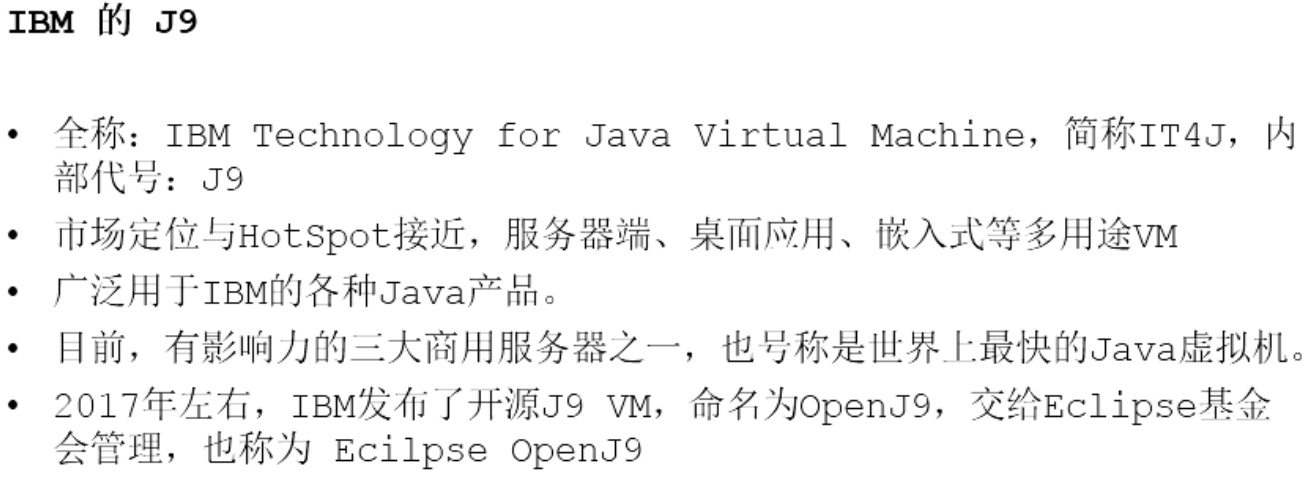 IBM 的 J9
• 全称：IBM Technology for Java Virtual Machine，简称IT4J，内
部代号：J9
• 市场定位与HotSpot接近，服务器端、桌面应用、嵌入式等多用途VM
• 广泛用于IBM的各种Java产品。
• 目前，有影响力的三大商用服务器之一，也号称是世界上最快的Java虚拟机。
• 2017年左右，IBM发布了开源J9 VM，命名为OpenJ9，交给Eclipse基金
会管理，也称为 Ecilpse OpenJ9